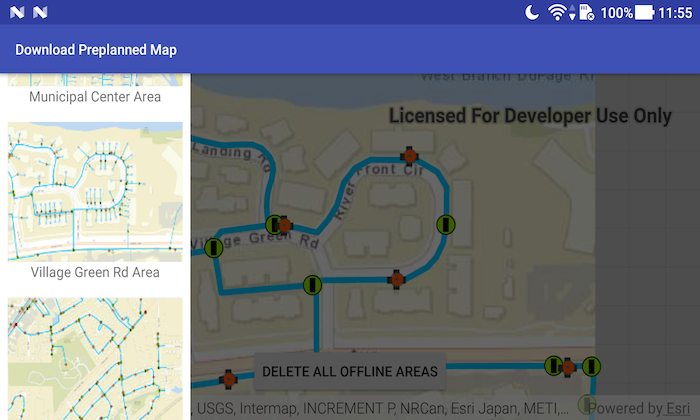 100% 11:55
Download Preplanned Map
Municipal Center Area
Village Green Rd Area
West Branch DuPage Ri
Licensed For Developer Use Only
Landing Rd
River Front Cir
Village Green Rd
DELETE ALL OFFLINE AREAS
, USGS, Intermap, INCREMENT P, NRCan, Esri Japan, METI,... Powered by Esri